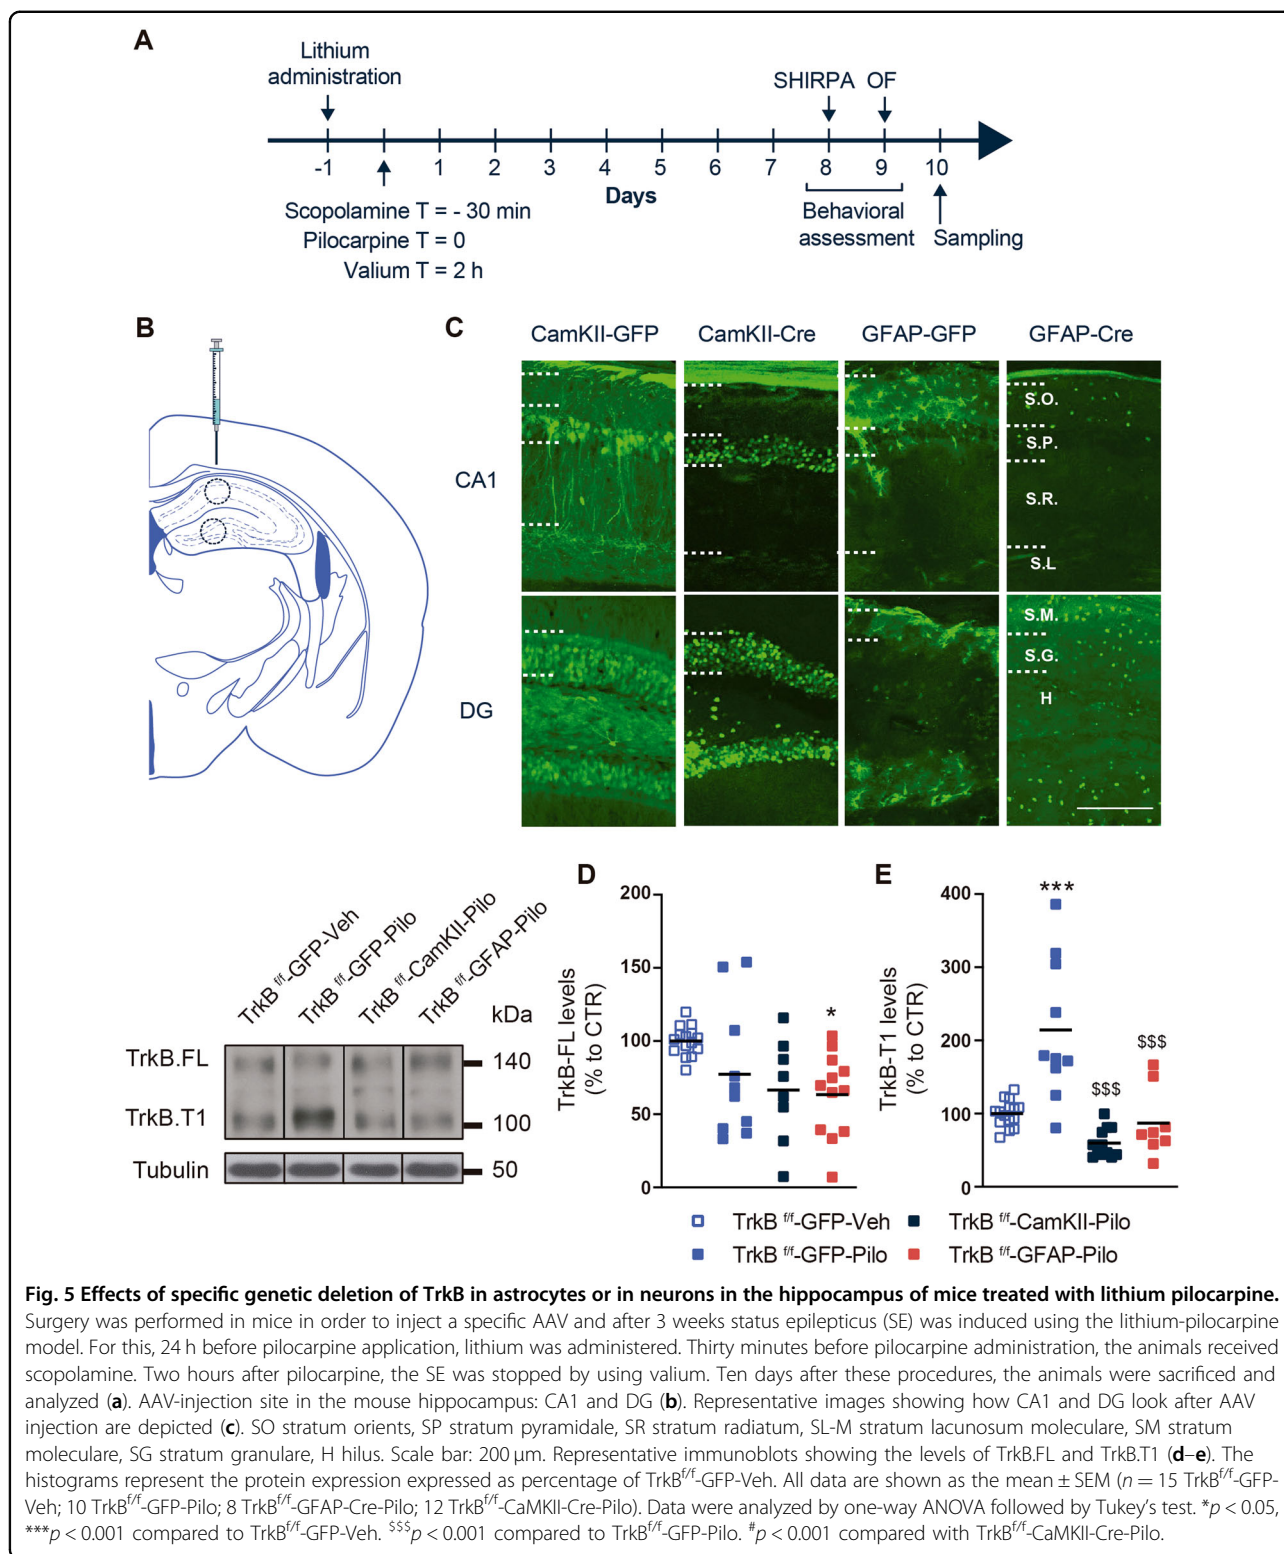 A
Lithium
administration
SHIRPA OF
-1 0 1 2 3 4 5 6 7 8 9 10
Days
Scopolamine T = - 30 min
Pilocarpine T = 0
Valium T = 2 h
Behavioral
assessment
Sampling
B
C
CamKII-GFP CamKII-Cre GFAP-GFP GFAP-Cre
CA1
S.O.
S.P.
S.R.
S.L
DG
S.M.
S.G.
H
TrkB f/f-GFP-Veh
TrkB f/f-GFP-Pilo
TrkB f/f-CamKII-Pilo
TrkB f/f-GFAP-Pilo
kDa
TrkB.FL 140
TrkB.T1 100
Tubulin 50
D
TrkB-FL levels
(% to CTR)
200
150
100
50
0
*
E
TrkB-T1 levels
(% to CTR)
400
300
200
100
0
***
$$$
$$$
TrkB f/f-GFP-Veh
TrkB f/f-CamKII-Pilo
TrkB f/f-GFP-Pilo
TrkB f/f-GFAP-Pilo
Fig. 5 Effects of specific genetic deletion of TrkB in astrocytes or in neurons in the hippocampus of mice treated with lithium pilocarpine.
Surgery was performed in mice in order to inject a specific AAV and after 3 weeks status epilepticus (SE) was induced using the lithium-pilocarpine
model. For this, 24 h before pilocarpine application, lithium was administered. Thirty minutes before pilocarpine administration, the animals received
scopolamine. Two hours after pilocarpine, the SE was stopped by using valium. Ten days after these procedures, the animals were sacrificed and
analyzed (a). AAV-injection site in the mouse hippocampus: CA1 and DG (b). Representative images showing how CA1 and DG look after AAV
injection are depicted (c). SO stratum orients, SP stratum pyramidale, SR stratum radiatum, SL-M stratum lacunosum moleculare, SM stratum
moleculare, SG stratum granulare, H hilus. Scale bar: 200 µm. Representative immunoblots showing the levels of TrkB.FL and TrkB.T1 (d–e). The
histograms represent the protein expression expressed as percentage of TrkBf/f-GFP-Veh. All data are shown as the mean ± SEM (n = 15 TrkBf/f-GFP-
Veh; 10 TrkBf/f-GFP-Pilo; 8 TrkBf/f-GFAP-Cre-Pilo; 12 TrkBf/f-CaMKII-Cre-Pilo). Data were analyzed by one-way ANOVA followed by Tukey's test. *p < 0.05,
***p < 0.001 compared to TrkBf/f-GFP-Veh. $$$p < 0.001 compared to TrkBf/f-GFP-Pilo. #p < 0.001 compared with TrkBf/f-CaMKII-Cre-Pilo.